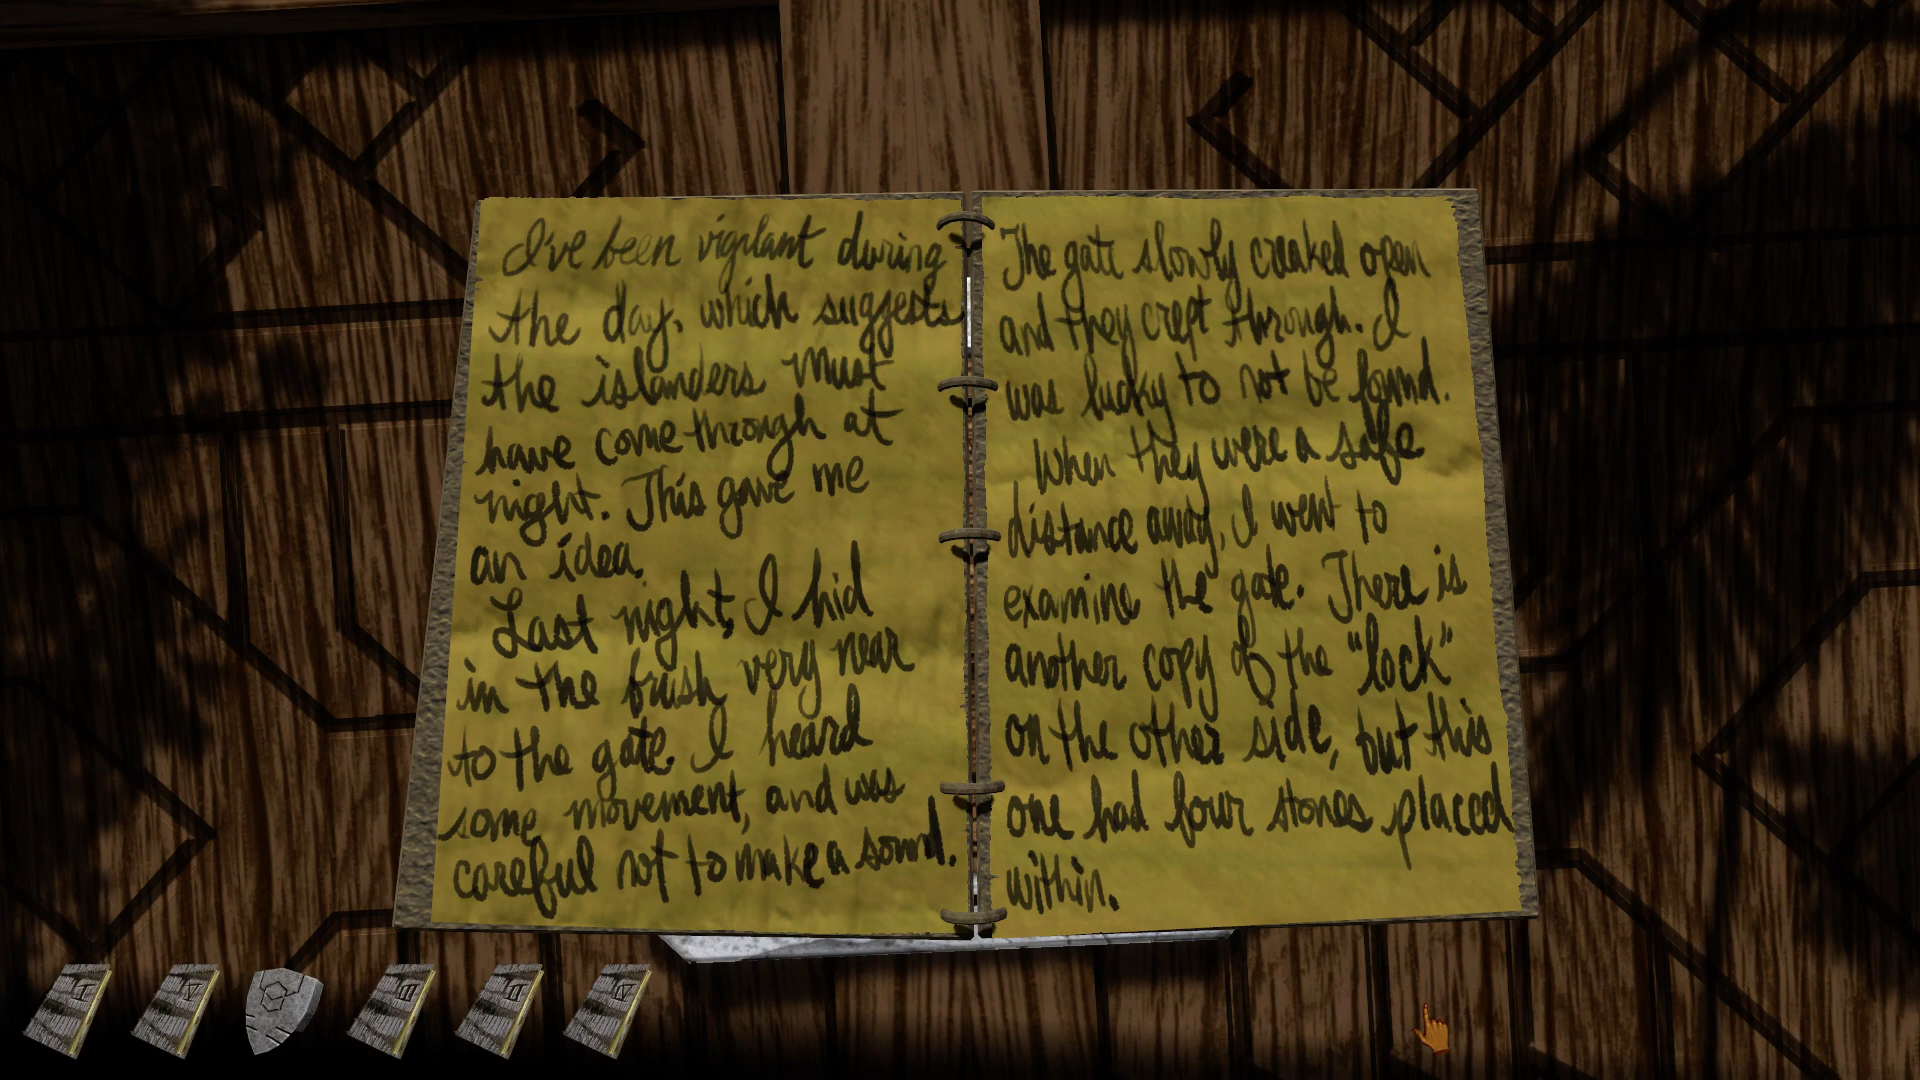 I've been vigilant during
the day, which suggests
the islanders must
have come through at
night. This gave me
an idea.
Last night, I hid
in the brush very near
to the gate. I heard
some movement, and was
careful not to make a sound.
The gate slowly creaked open
and they crept through. I
was lucky to not be found.
When they were a safe
distance away, I went to
examine the gate. There is
another copy of the "lock"
on the other side, but this
one had four stones placed
within.
I
V
III
II
IV